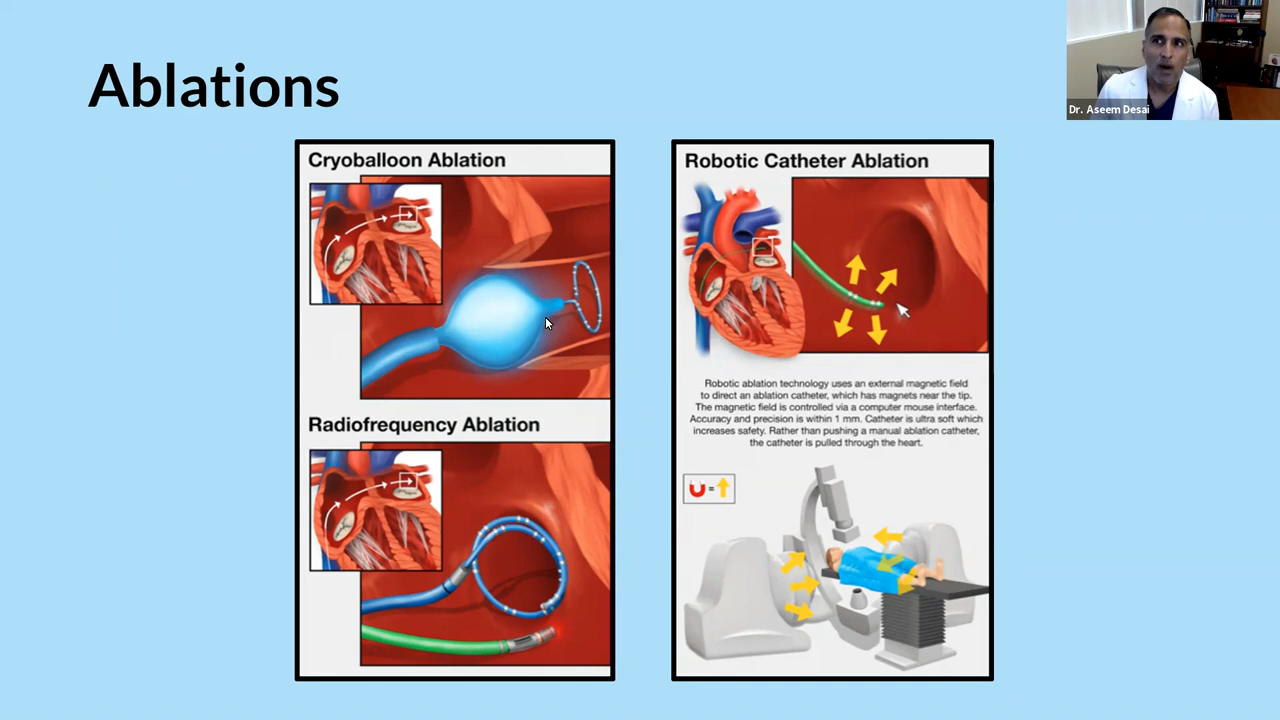 Ablations
Dr. Aseem Desai
Cryoballoon Ablation
Radiofrequency Ablation
Robotic Catheter Ablation
Robotic ablation technology uses an external magnetic field
to direct an ablation catheter, which has magnets near the tip.
The magnetic field is controlled via a computer mouse interface.
Accuracy and precision is within 1 mm. Catheter is ultra soft which
increases safety. Rather than pushing a manual ablation catheter,
the catheter is pulled through the heart.
=